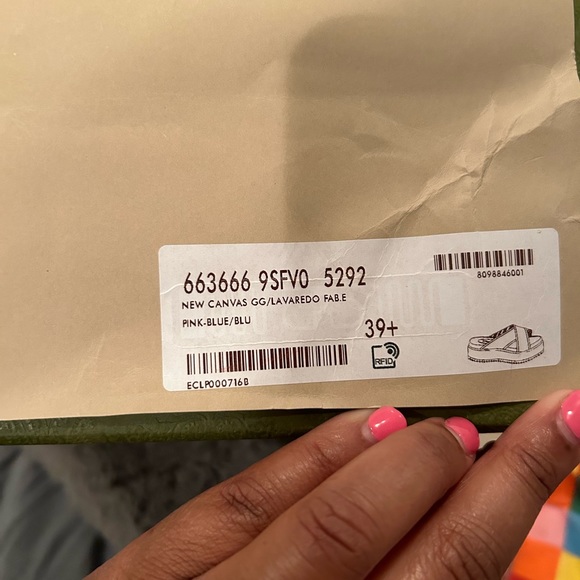 663666 9SFV0 5292
8098846001
NEW CANVAS GG/LAVAREDO FAB.E
PINK-BLUE/BLU
39+
RFID
ECLP000716B